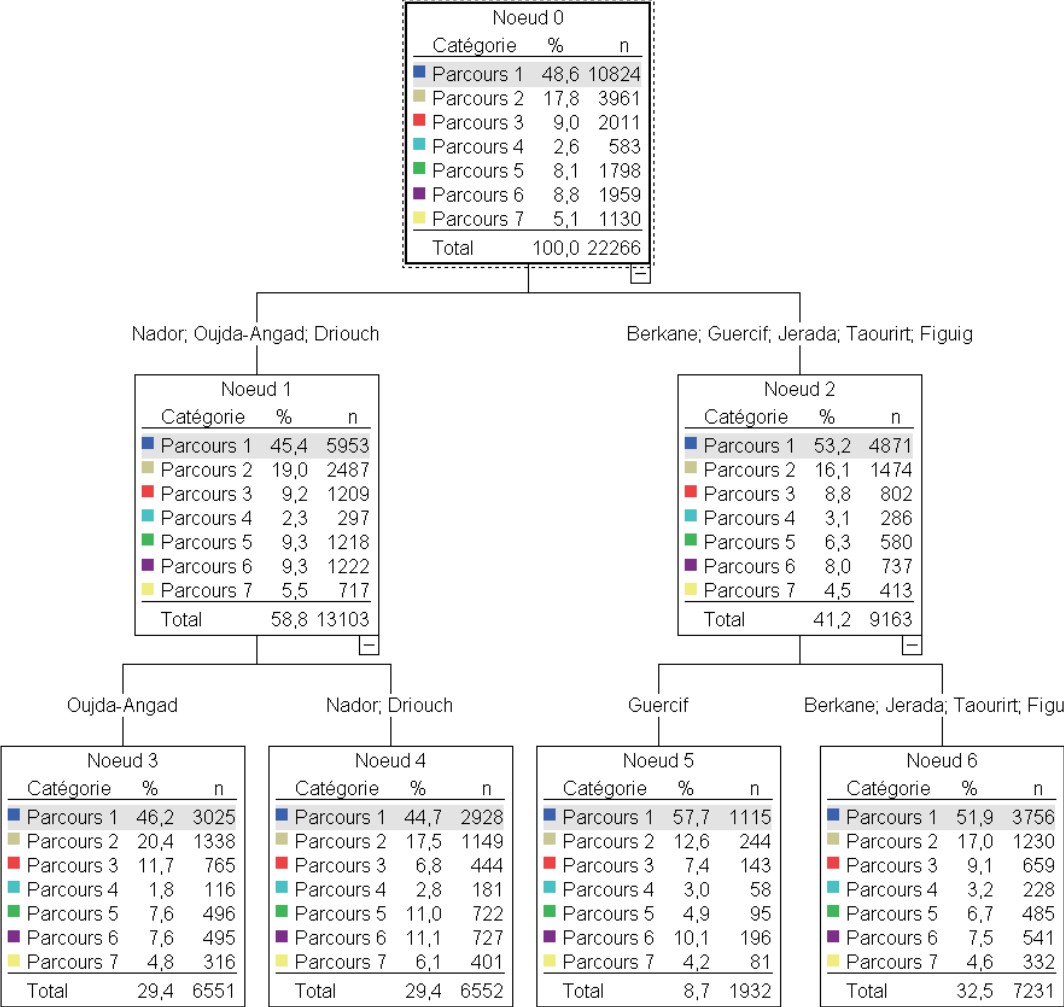 Noeud 0
Catégorie % n
Parcours 1 48,6 10824
Parcours 2 17,8 3961
Parcours 3 9,0 2011
Parcours 4 2,6 583
Parcours 5 8,1 1798
Parcours 6 8,8 1959
Parcours 7 5,1 1130
Total 100,0 22266
Nador; Oujda-Angad; Driouch
Berkane; Guercif; Jerada; Taourirt; Figuig
Noeud 1
Catégorie % n
Parcours 1 45,4 5953
Parcours 2 19,0 2487
Parcours 3 9,2 1209
Parcours 4 2,3 297
Parcours 5 9,3 1218
Parcours 6 9,3 1222
Parcours 7 5,5 717
Total 58,8 13103
Noeud 2
Catégorie % n
Parcours 1 53,2 4871
Parcours 2 16,1 1474
Parcours 3 8,8 802
Parcours 4 3,1 286
Parcours 5 6,3 580
Parcours 6 8,0 737
Parcours 7 4,5 413
Total 41,2 9163
Oujda-Angad
Nador; Driouch
Guercif
Berkane; Jerada; Taourirt; Figu
Noeud 3
Catégorie % n
Parcours 1 46,2 3025
Parcours 2 20,4 1338
Parcours 3 11,7 765
Parcours 4 1,8 116
Parcours 5 7,6 496
Parcours 6 7,6 495
Parcours 7 4,8 316
Total 29,4 6551
Noeud 4
Catégorie % n
Parcours 1 44,7 2928
Parcours 2 17,5 1149
Parcours 3 6,8 444
Parcours 4 2,8 181
Parcours 5 11,0 722
Parcours 6 11,1 727
Parcours 7 6,1 401
Total 29,4 6552
Noeud 5
Catégorie % n
Parcours 1 57,7 1115
Parcours 2 12,6 244
Parcours 3 7,4 143
Parcours 4 3,0 58
Parcours 5 4,9 95
Parcours 6 10,1 196
Parcours 7 4,2 81
Total 8,7 1932
Noeud 6
Catégorie % n
Parcours 1 51,9 3756
Parcours 2 17,0 1230
Parcours 3 9,1 659
Parcours 4 3,2 228
Parcours 5 6,7 485
Parcours 6 7,5 541
Parcours 7 4,6 332
Total 32,5 7231